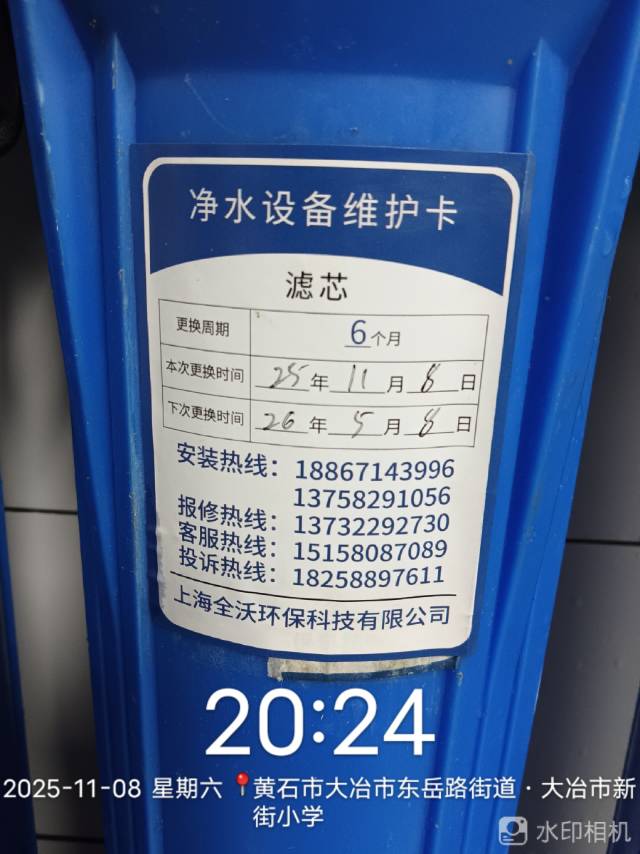 净水设备维护卡
滤芯
更换周期 6个月
本次更换时间 25年11月8日
下次更换时间 26年5月8日
安装热线：18867143996
13758291056
报修热线：13732292730
客服热线：15158087089
投诉热线：18258897611
上海全沃环保科技有限公司
20:24
2025-11-08 星期六 📍黄石市大冶市东岳路街道·大冶市新
街小学
水印相机